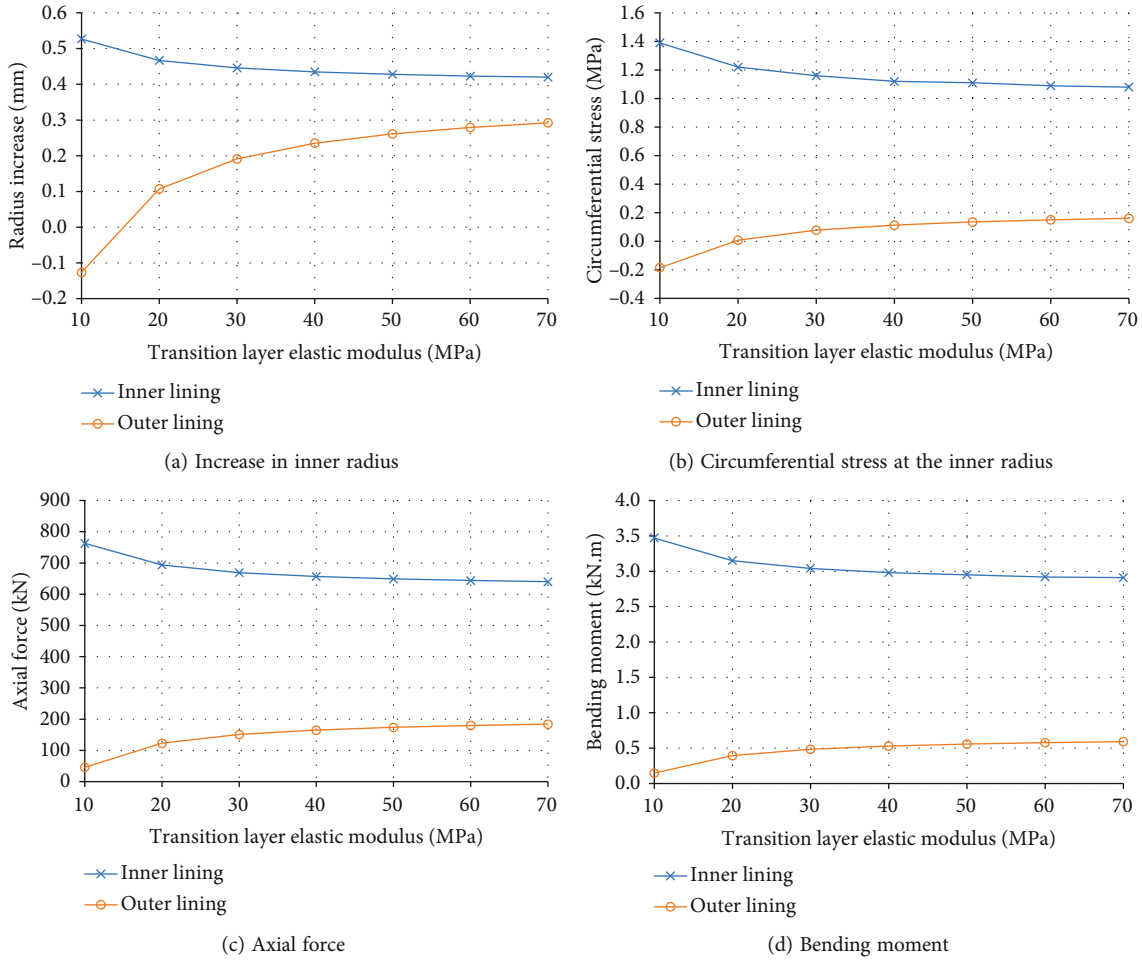 0.6
0.5
0.4
0.3
0.2
0.1
0.0
–0.1
–0.2
Radius increase (mm)
10 20 30 40 50 60 70
Transition layer elastic modulus (MPa)
Inner lining
Outer lining
(a) Increase in inner radius
1.6
1.4
1.2
1.0
0.8
0.6
0.4
0.2
0.0
–0.2
–0.4
Circumferential stress (MPa)
10 20 30 40 50 60 70
Transition layer elastic modulus (MPa)
Inner lining
Outer lining
(b) Circumferential stress at the inner radius
900
800
700
600
500
400
300
200
100
0
Axial force (kN)
10 20 30 40 50 60 70
Transition layer elastic modulus (MPa)
Inner lining
Outer lining
(c) Axial force
4.0
3.5
3.0
2.5
2.0
1.5
1.0
0.5
0.0
Bending moment (kN.m)
10 20 30 40 50 60 70
Transition layer elastic modulus (MPa)
Inner lining
Outer lining
(d) Bending moment